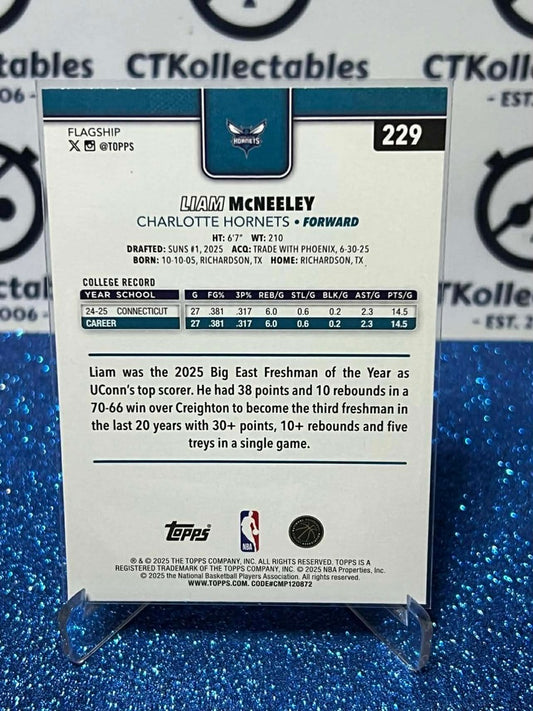 CTKollectables
tables
CTKoll
006 -
- EST.
FLAGSHIP
@TOPPS
HORNETS
229
LIAM McNEELEY
CHARLOTTE HORNETS • FORWARD
HT: 6'7" WT: 210
DRAFTED: SUNS #1, 2025 ACQ: TRADE WITH PHOENIX, 6-30-25
BORN: 10-10-05, RICHARDSON, TX HOME: RICHARDSON, TX
COLLEGE RECORD
YEAR SCHOOL G FG% 3P% REB/G STL/G BLK/G AST/G PTS/G
24-25 CONNECTICUT 27 .381 .317 6.0 0.6 0.2 2.3 14.5
CAREER 27 .381 .317 6.0 0.6 0.2 2.3 14.5
tables
TKolle
006 -
- EST. 2
Liam was the 2025 Big East Freshman of the Year as
UConn's top scorer. He had 38 points and 10 rebounds in a
70-66 win over Creighton to become the third freshman in
the last 20 years with 30+ points, 10+ rebounds and five
treys in a single game.
Topps
NBA
® & © 2025 THE TOPPS COMPANY, INC. ALL RIGHTS RESERVED. TOPPS IS A
REGISTERED TRADEMARK OF THE TOPPS COMPANY, INC. © 2025 NBA Properties, Inc.
© 2025 the National Basketball Players Association. All rights reserved.
WWW.TOPPS.COM. CODE#CMP120872